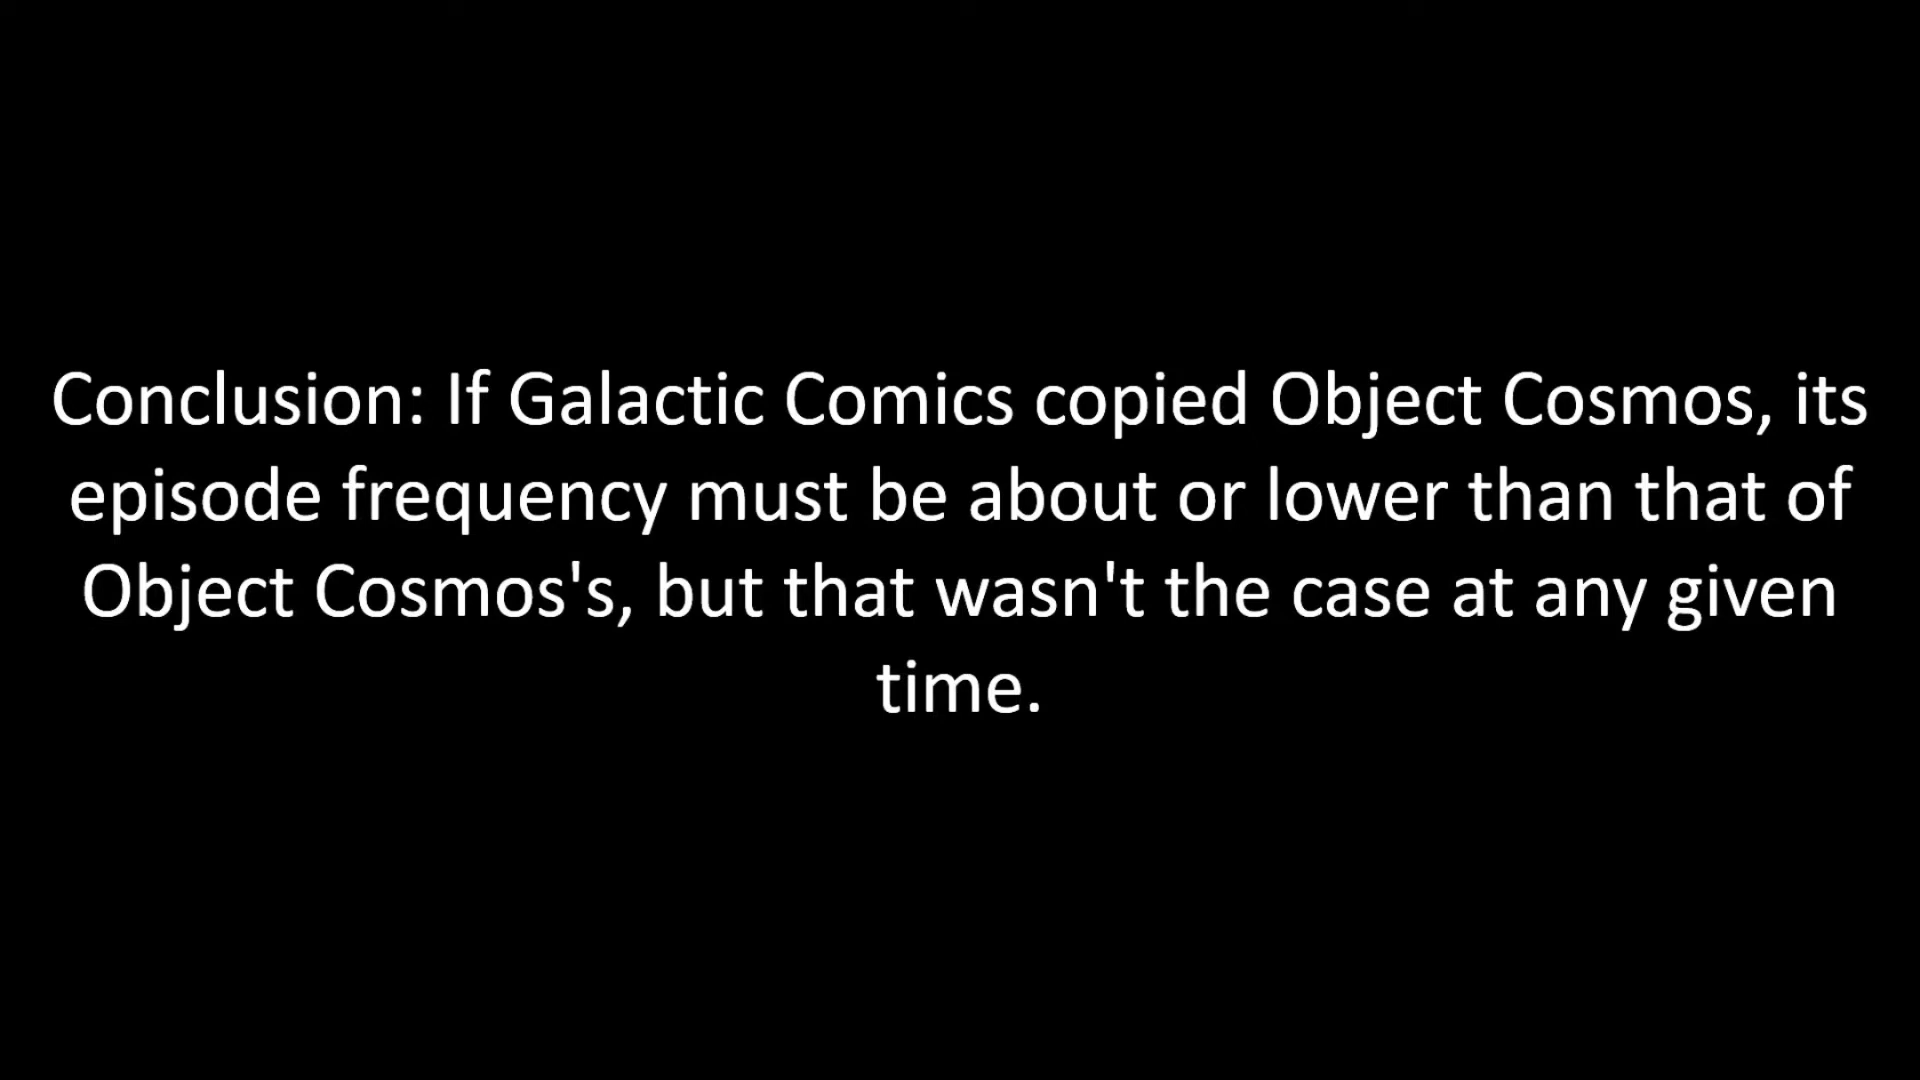 Conclusion: If Galactic Comics copied Object Cosmos, its
episode frequency must be about or lower than that of
Object Cosmos's, but that wasn't the case at any given
time.